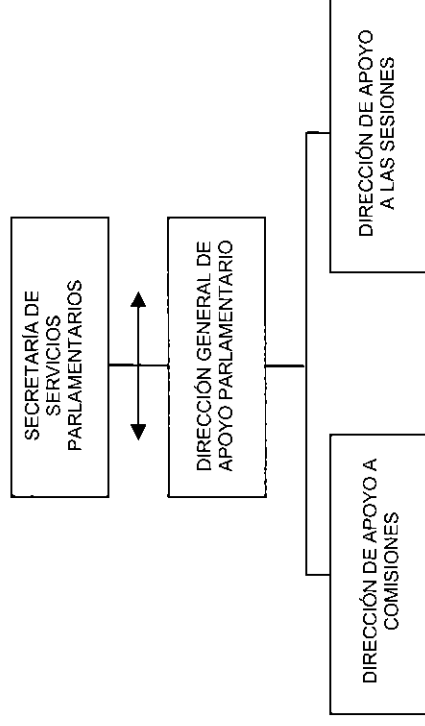 SECRETARÍA DE
SERVICIOS
PARLAMENTARIOS
DIRECCIÓN GENERAL DE
APOYO PARLAMENTARIO
DIRECCIÓN DE APOYO A
COMISIONES
DIRECCIÓN DE APOYO
A LAS SESIONES